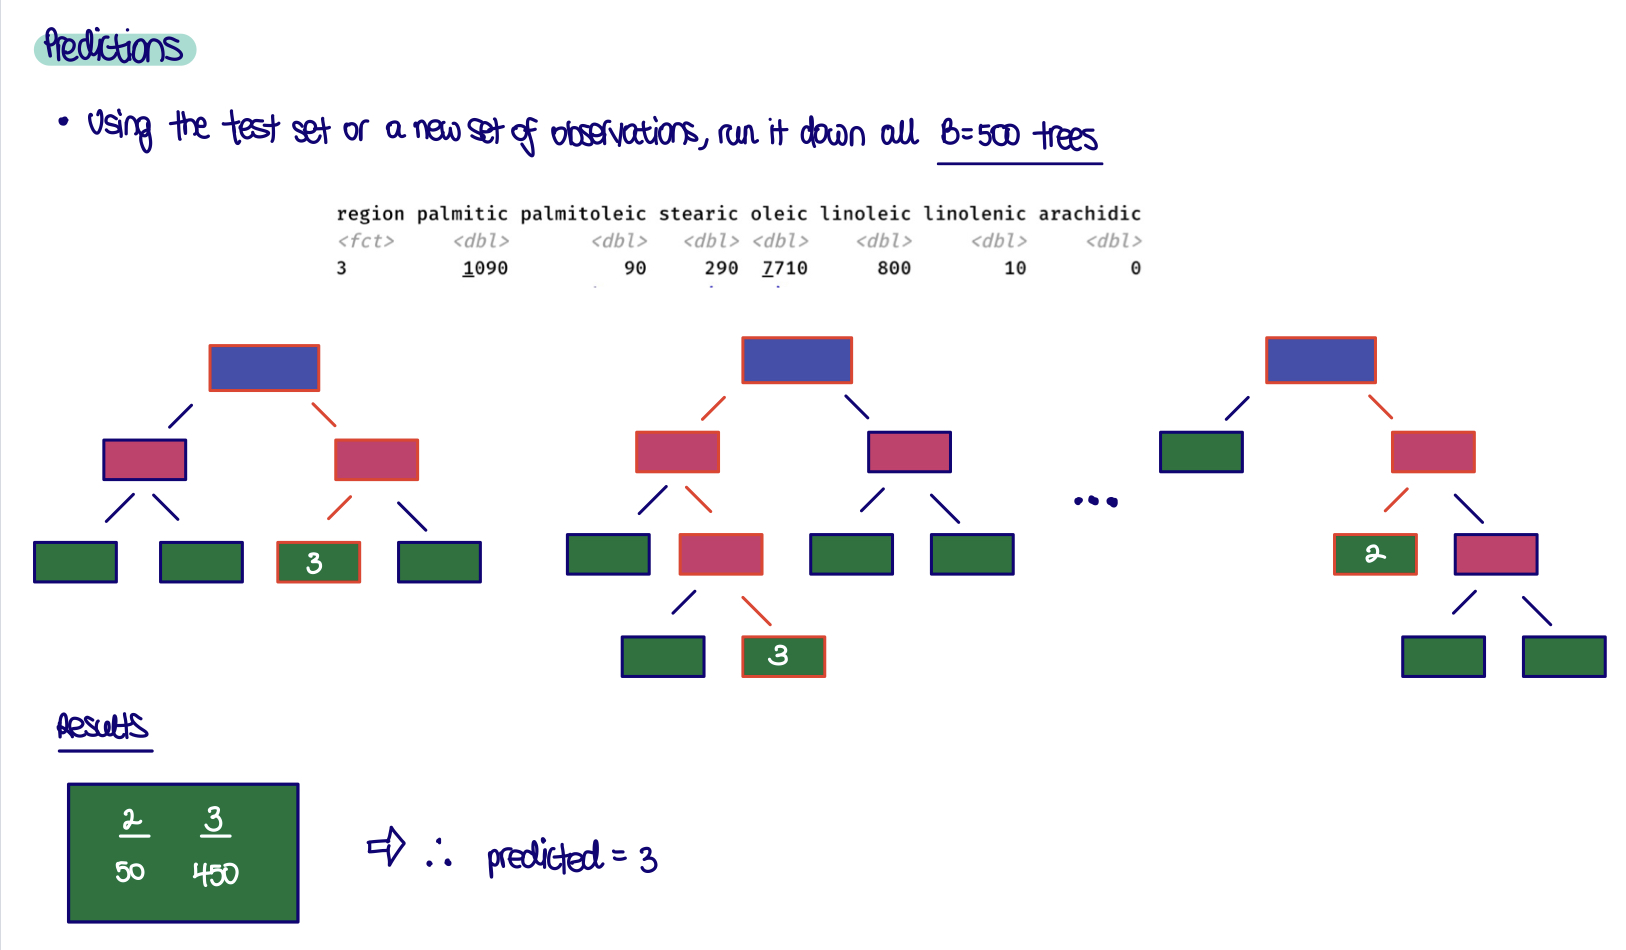 Predictions
• Using the test set or a new set of observations, run it down all B=500 trees
region palmitic palmitoleic stearic oleic linoleic linolenic arachidic
<fct> <dbl> <dbl> <dbl> <dbl> <dbl> <dbl> <dbl>
3 1090 90 290 7710 800 10 0
...
3 2
3
Results
2 3
50 450
⇨ ∴ predicted = 3